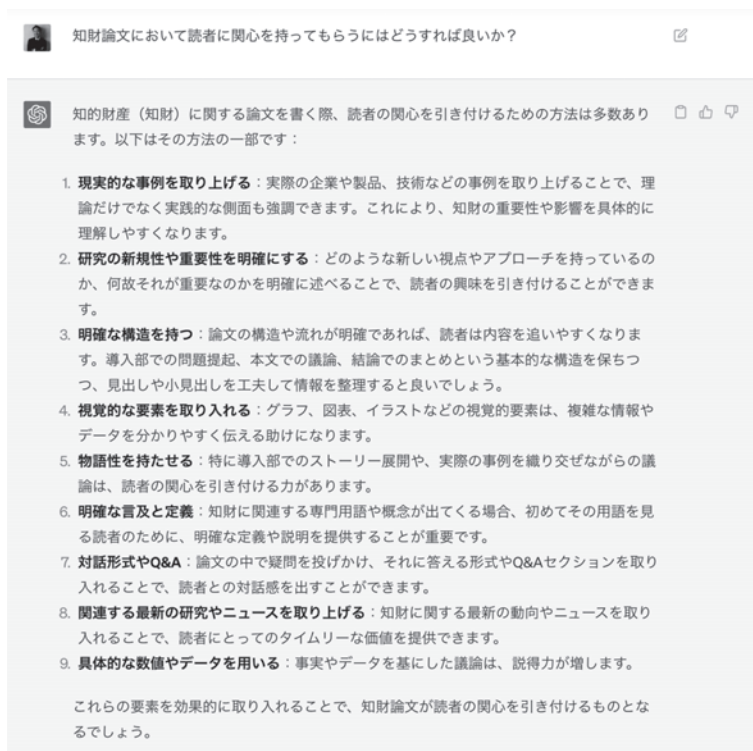 知財論文において読者に関心を持ってもらうにはどうすれば良いか？
知的財産（知財）に関する論文を書く際、読者の関心を引き付けるための方法は多数あり
ます。以下はその方法の一部です：
1. 現実的な事例を取り上げる：実際の企業や製品、技術などの事例を取り上げることで、理
論だけでなく実践的な側面も強調できます。これにより、知財の重要性や影響を具体的に
理解しやすくなります。
2. 研究の新規性や重要性を明確にする：どのような新しい視点やアプローチを持っているの
か、何故それが重要なのかを明確に述べることで、読者の興味を引き付けることができま
す。
3. 明確な構造を持つ：論文の構造や流れが明確であれば、読者は内容を追いやすくなりま
す。導入部での問題提起、本文での議論、結論でのまとめという基本的な構造を保ちつ
つ、見出しや小見出しを工夫して情報を整理すると良いでしょう。
4. 視覚的な要素を取り入れる：グラフ、図表、イラストなどの視覚的要素は、複雑な情報や
データを分かりやすく伝える助けになります。
5. 物語性を持たせる：特に導入部でのストーリー展開や、実際の事例を織り交ぜながらの議
論は、読者の関心を引き付ける力があります。
6. 明確な言及と定義：知財に関連する専門用語や概念が出てくる場合、初めてその用語を見
る読者のために、明確な定義や説明を提供することが重要です。
7. 対話形式やQ&A：論文の中で疑問を投げかけ、それに答える形式やQ&Aセクションを取り
入れることで、読者との対話感を出すことができます。
8. 関連する最新の研究やニュースを取り上げる：知財に関する最新の動向やニュースを取り
入れることで、読者にとってのタイムリーな価値を提供できます。
9. 具体的な数値やデータを用いる：事実やデータを基にした議論は、説得力が増します。
これらの要素を効果的に取り入れることで、知財論文が読者の関心を引き付けるものとな
るでしょう。